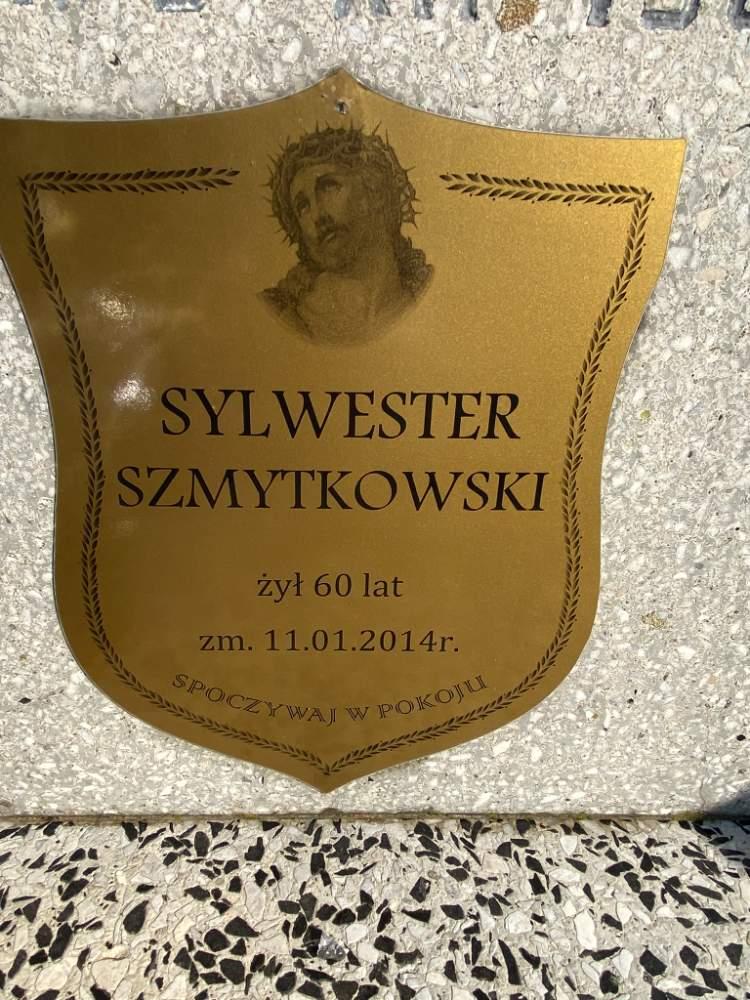 SYLWESTER
SZMYTKOWSKI
żył 60 lat
zm. 11.01.2014r.
SPOCZYWAJ W POKOJU